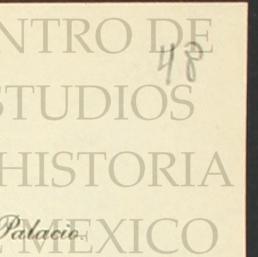 NTRO DE
48
STUDIOS
HISTORIA
Palacio.
E MEXICO